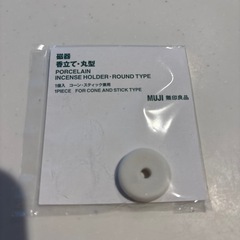 磁器
香立て・丸型
PORCELAIN
INCENSE HOLDER・ROUND TYPE
1個入 コーン・スティック兼用
1PIECE FOR CONE AND STICK TYPE
MUJI 無印良品